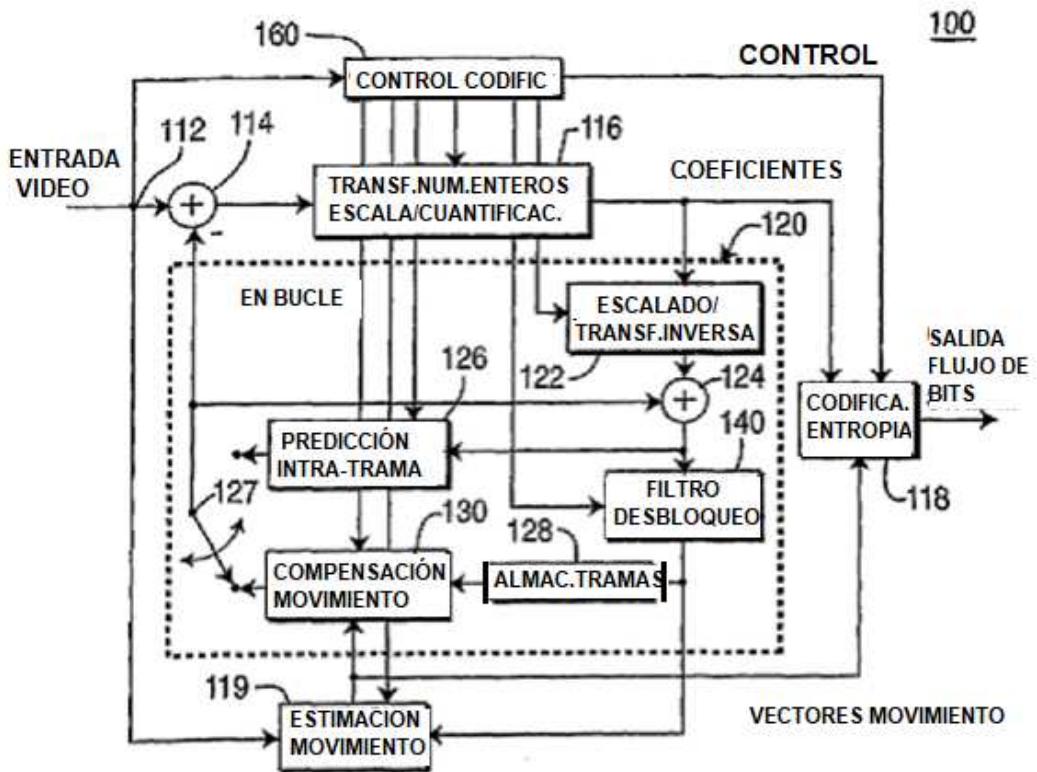 100
160
CONTROL
CONTROL CODIFIC
112
114
116
ENTRADA
VIDEO
TRANSF.NUM.ENTEROS
ESCALA/CUANTIFICAC.
COEFICIENTES
120
EN BUCLE
ESCALADO/
TRANSF.INVERSA
122
124
126
SALIDA
FLUJO DE
BITS
CODIFICA.
ENTROPIA
118
140
PREDICCIÓN
INTRA-TRAMA
FILTRO
DESBLOQUEO
127
130
128
COMPENSACIÓN
MOVIMIENTO
ALMAC.TRAMAS
119
ESTIMACION
MOVIMIENTO
VECTORES MOVIMIENTO